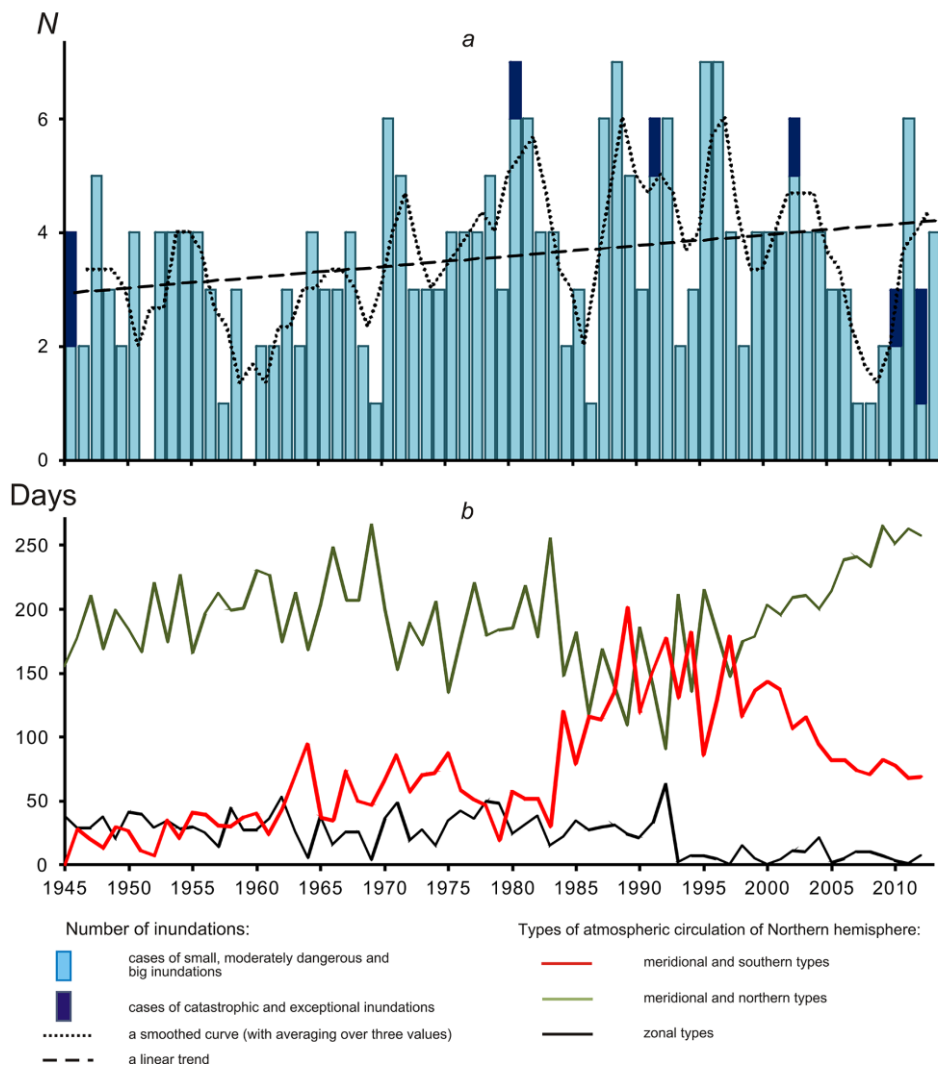 N
a
6
4
2
0
Days
b
250
200
150
100
50
0
1945 1950 1955 1960 1965 1970 1975 1980 1985 1990 1995 2000 2005 2010
Number of inundations:
cases of small, moderately dangerous and
big inundations
cases of catastrophic and exceptional inundations
a smoothed curve (with averaging over three values)
a linear trend
Types of atmospheric circulation of Northern hemisphere:
meridional and southern types
meridional and northern types
zonal types